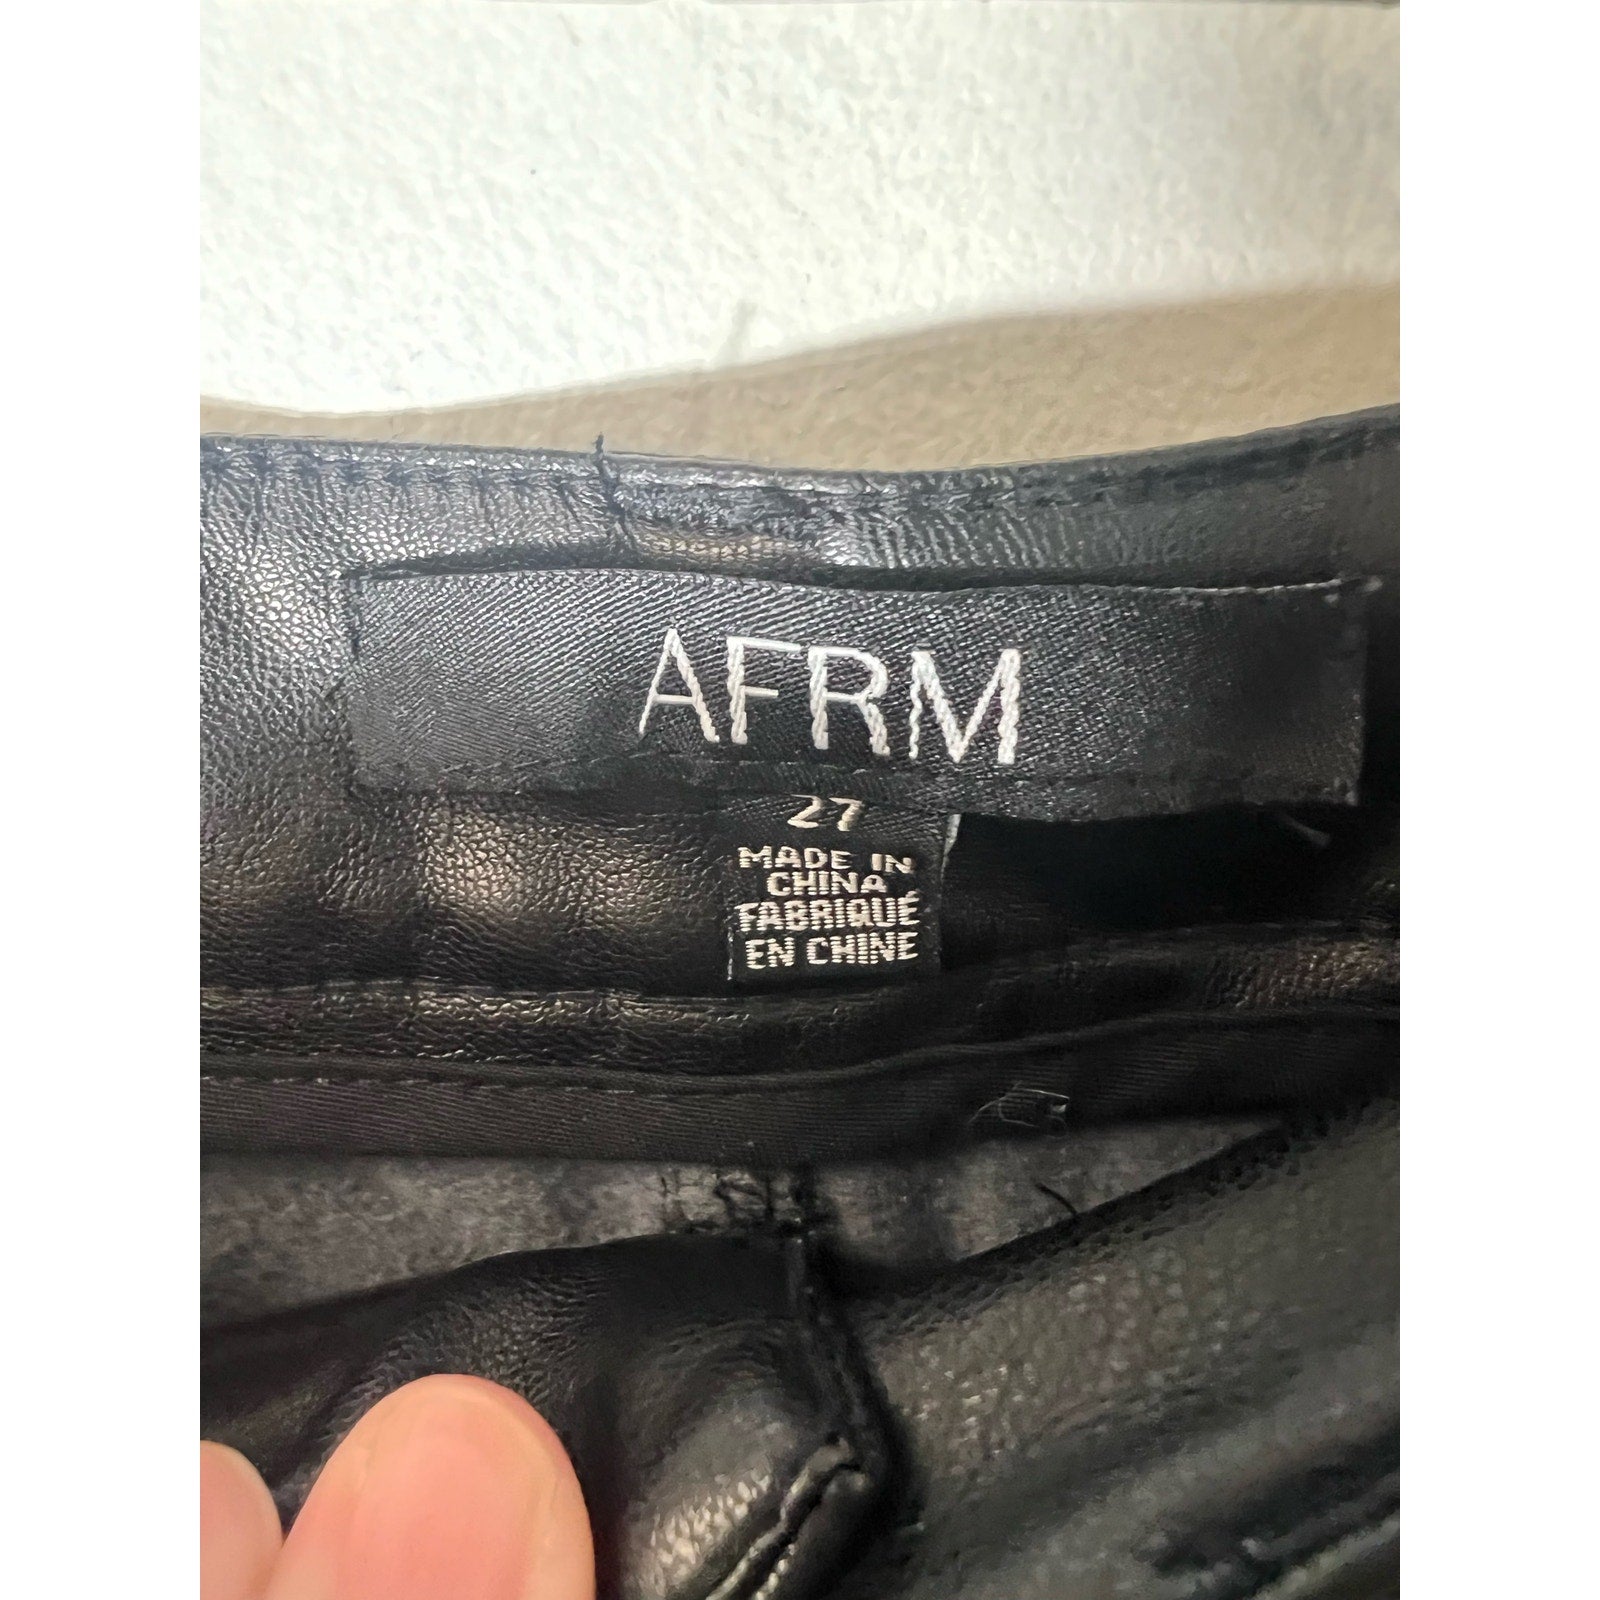 AFRM
27
MADE IN
CHINA
FABRIQUÉ
EN CHINE